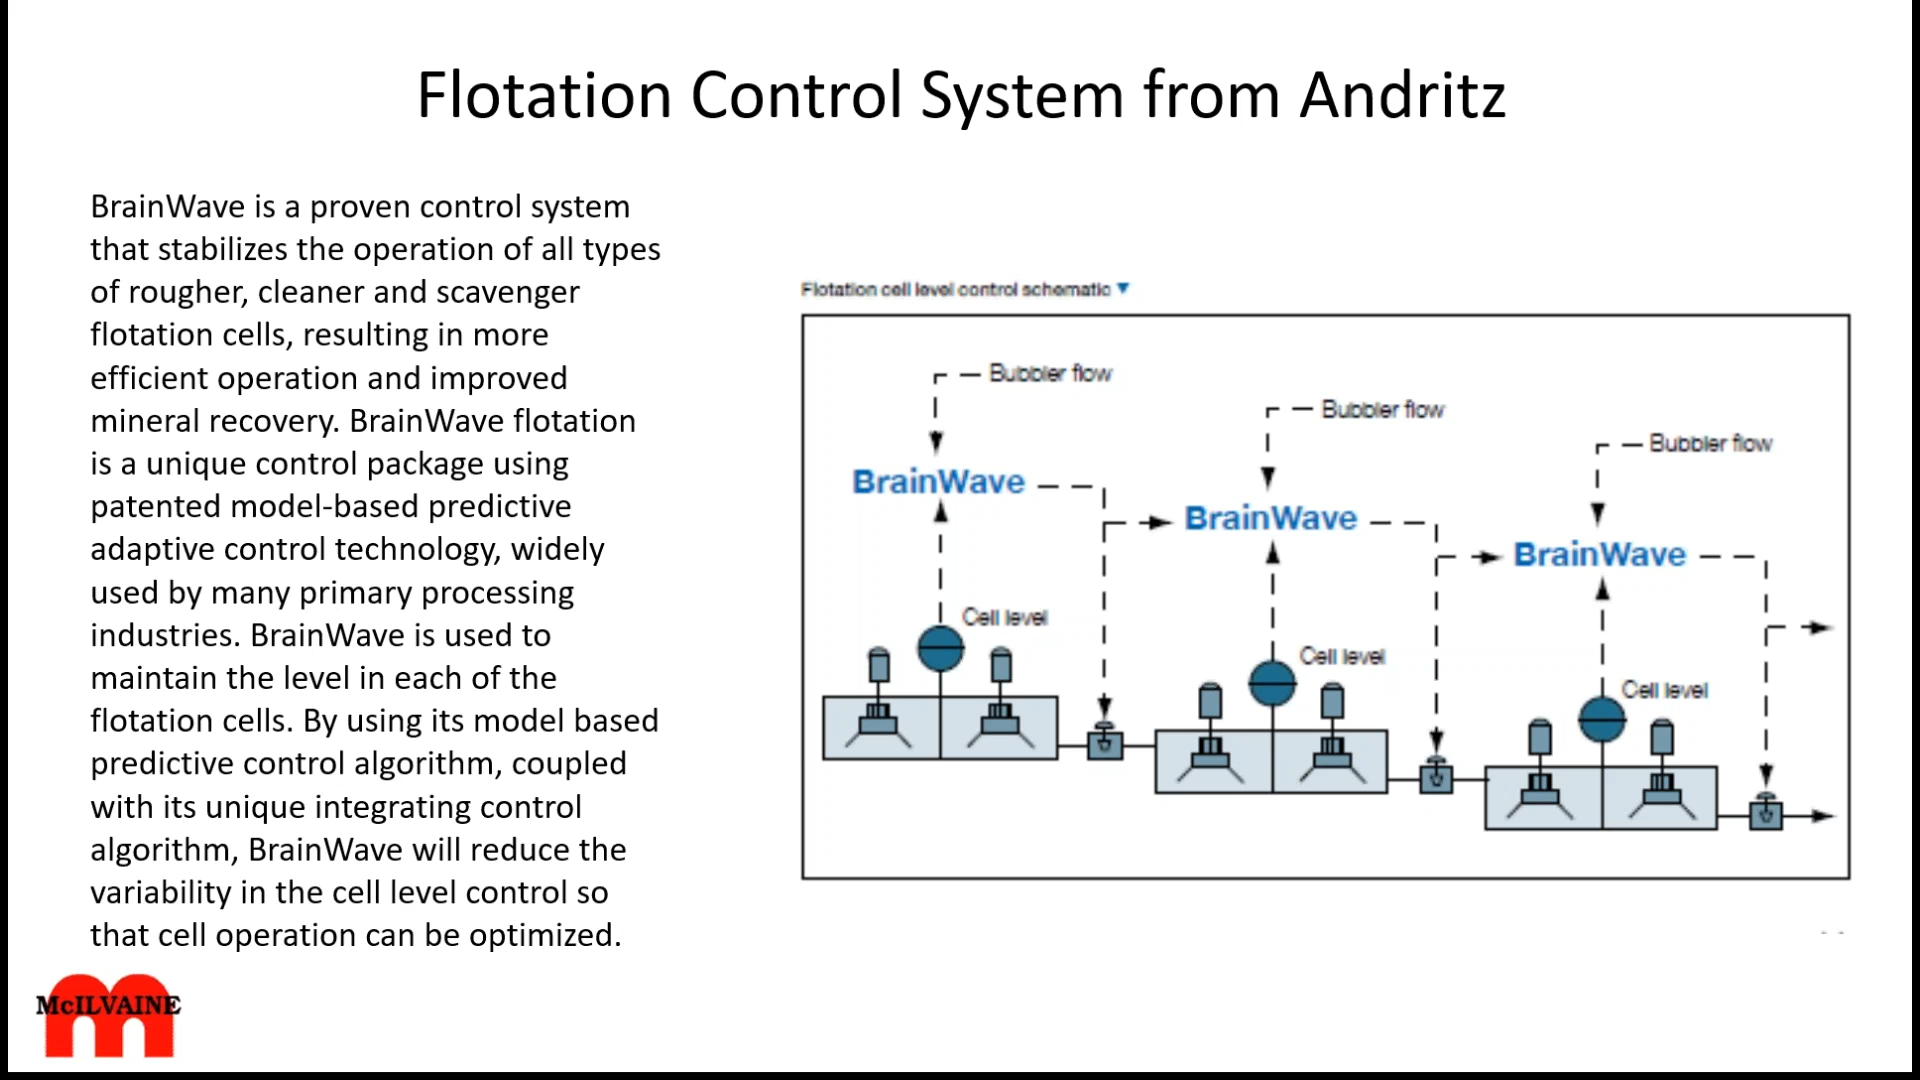 Flotation Control System from Andritz
BrainWave is a proven control system
that stabilizes the operation of all types
of rougher, cleaner and scavenger
flotation cells, resulting in more
efficient operation and improved
mineral recovery. BrainWave flotation
is a unique control package using
patented model-based predictive
adaptive control technology, widely
used by many primary processing
industries. BrainWave is used to
maintain the level in each of the
flotation cells. By using its model based
predictive control algorithm, coupled
with its unique integrating control
algorithm, BrainWave will reduce the
variability in the cell level control so
that cell operation can be optimized.
Flotation cell level control schematic ▼
Bubbler flow
Bubbler flow
Bubbler flow
BrainWave
BrainWave
BrainWave
Cell level
Cell level
Cell level
McILVAINE